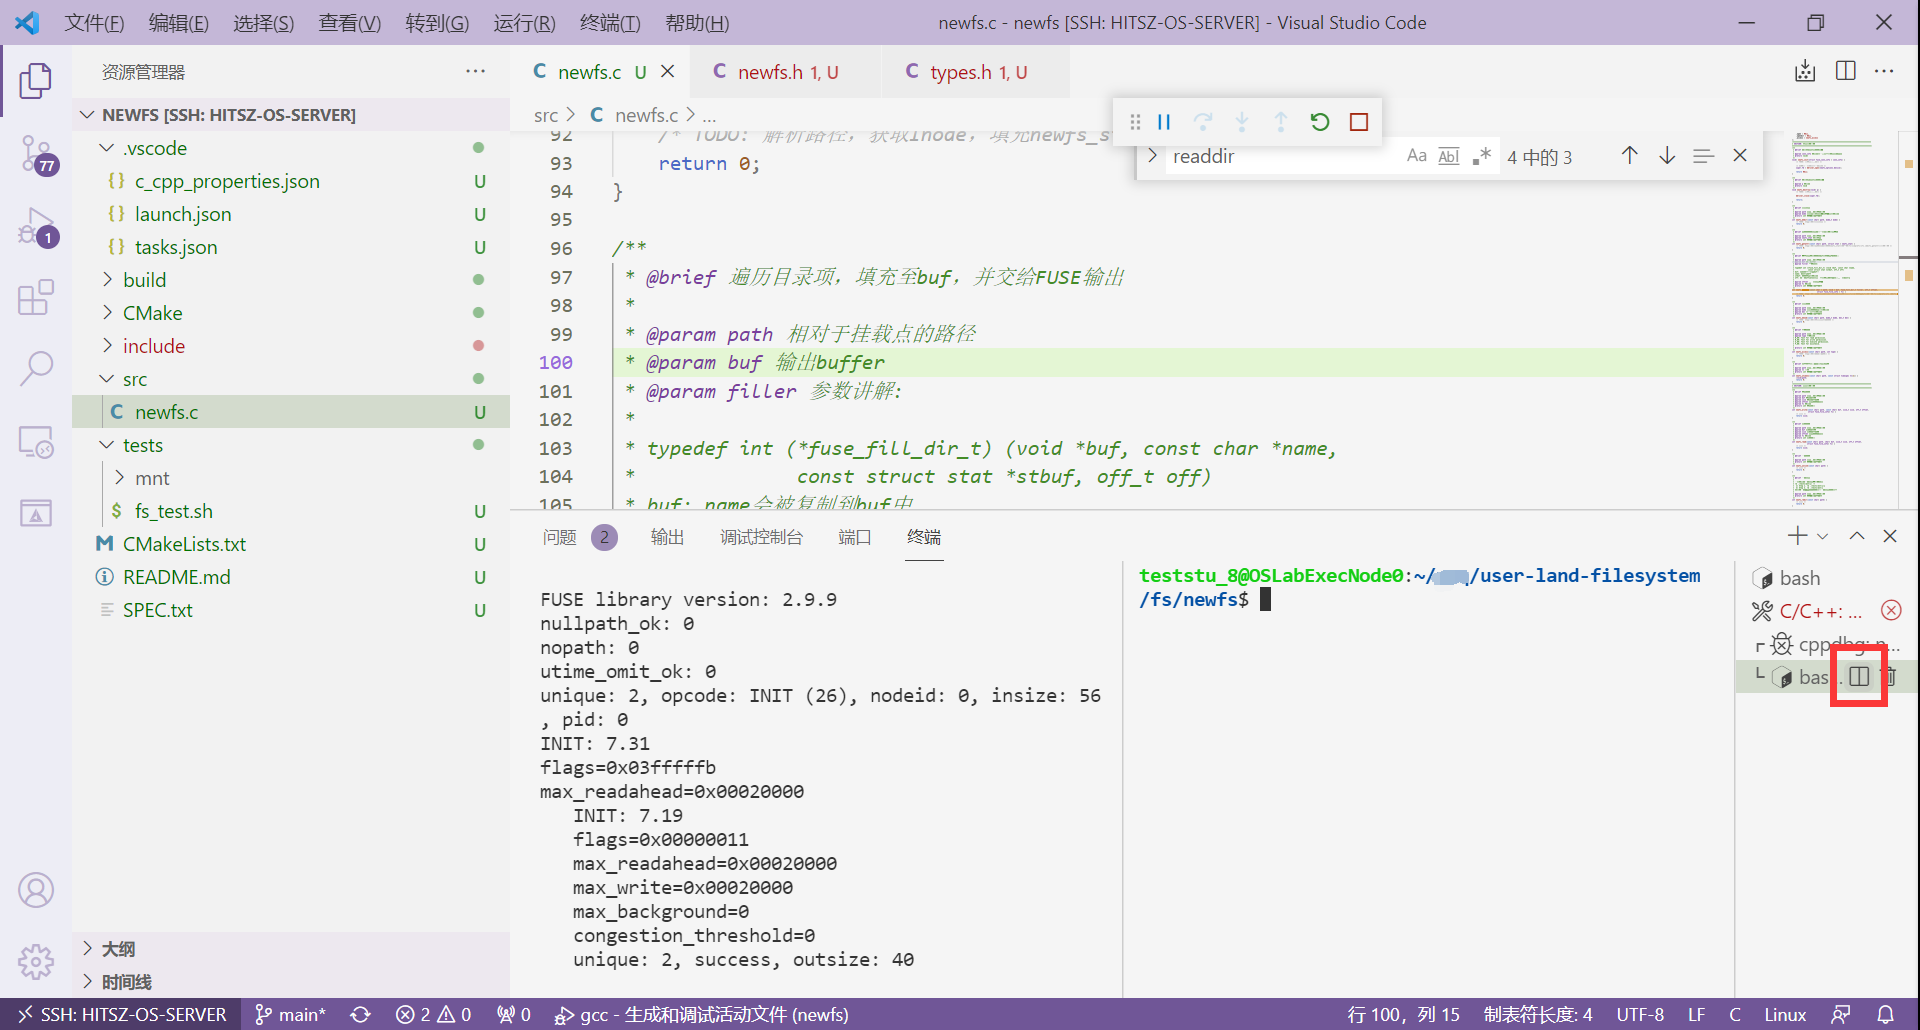 文件(F) 编辑(E) 选择(S) 查看(V) 转到(G) 运行(R) 终端(T) 帮助(H)
newfs.c - newfs [SSH: HITSZ-OS-SERVER] - Visual Studio Code
77
1
资源管理器
NEWFS [SSH: HITSZ-OS-SERVER]
.vscode
{} c_cpp_properties.json U
{} launch.json U
{} tasks.json U
build
CMake
include
src
C newfs.c U
tests
mnt
$ fs_test.sh U
M CMakeLists.txt U
README.md U
SPEC.txt U
大纲
时间线
C newfs.c U
C newfs.h 1, U
C types.h 1, U
src > C newfs.c > ...
readdir
Aa Abl .*
4 中的 3
92 /* TODO: 解析路径，获取Inode，填充newfs_s
93 return 0;
94 }
95
96 /**
97 * @brief 遍历目录项，填充至buf，并交给FUSE输出
98 *
99 * @param path 相对于挂载点的路径
100 * @param buf 输出buffer
101 * @param filler 参数讲解:
102 *
103 * typedef int (*fuse_fill_dir_t) (void *buf, const char *name,
104 * const struct stat *stbuf, off_t off)
105 * buf: name会被复制到buf中
问题 2 输出 调试控制台 端口 终端
FUSE library version: 2.9.9
nullpath_ok: 0
nopath: 0
utime_omit_ok: 0
unique: 2, opcode: INIT (26), nodeid: 0, insize: 56
, pid: 0
INIT: 7.31
flags=0x03fffffb
max_readahead=0x00020000
INIT: 7.19
flags=0x00000011
max_readahead=0x00020000
max_write=0x00020000
max_background=0
congestion_threshold=0
unique: 2, success, outsize: 40
teststu_8@OSLabExecNode0:~/ /user-land-filesystem
/fs/newfs$
bash
C/C++: ...
cppdbg: n...
bas...
SSH: HITSZ-OS-SERVER main* 2 0 0 gcc - 生成和调试活动文件 (newfs)
行 100，列 15 制表符长度: 4 UTF-8 LF C Linux